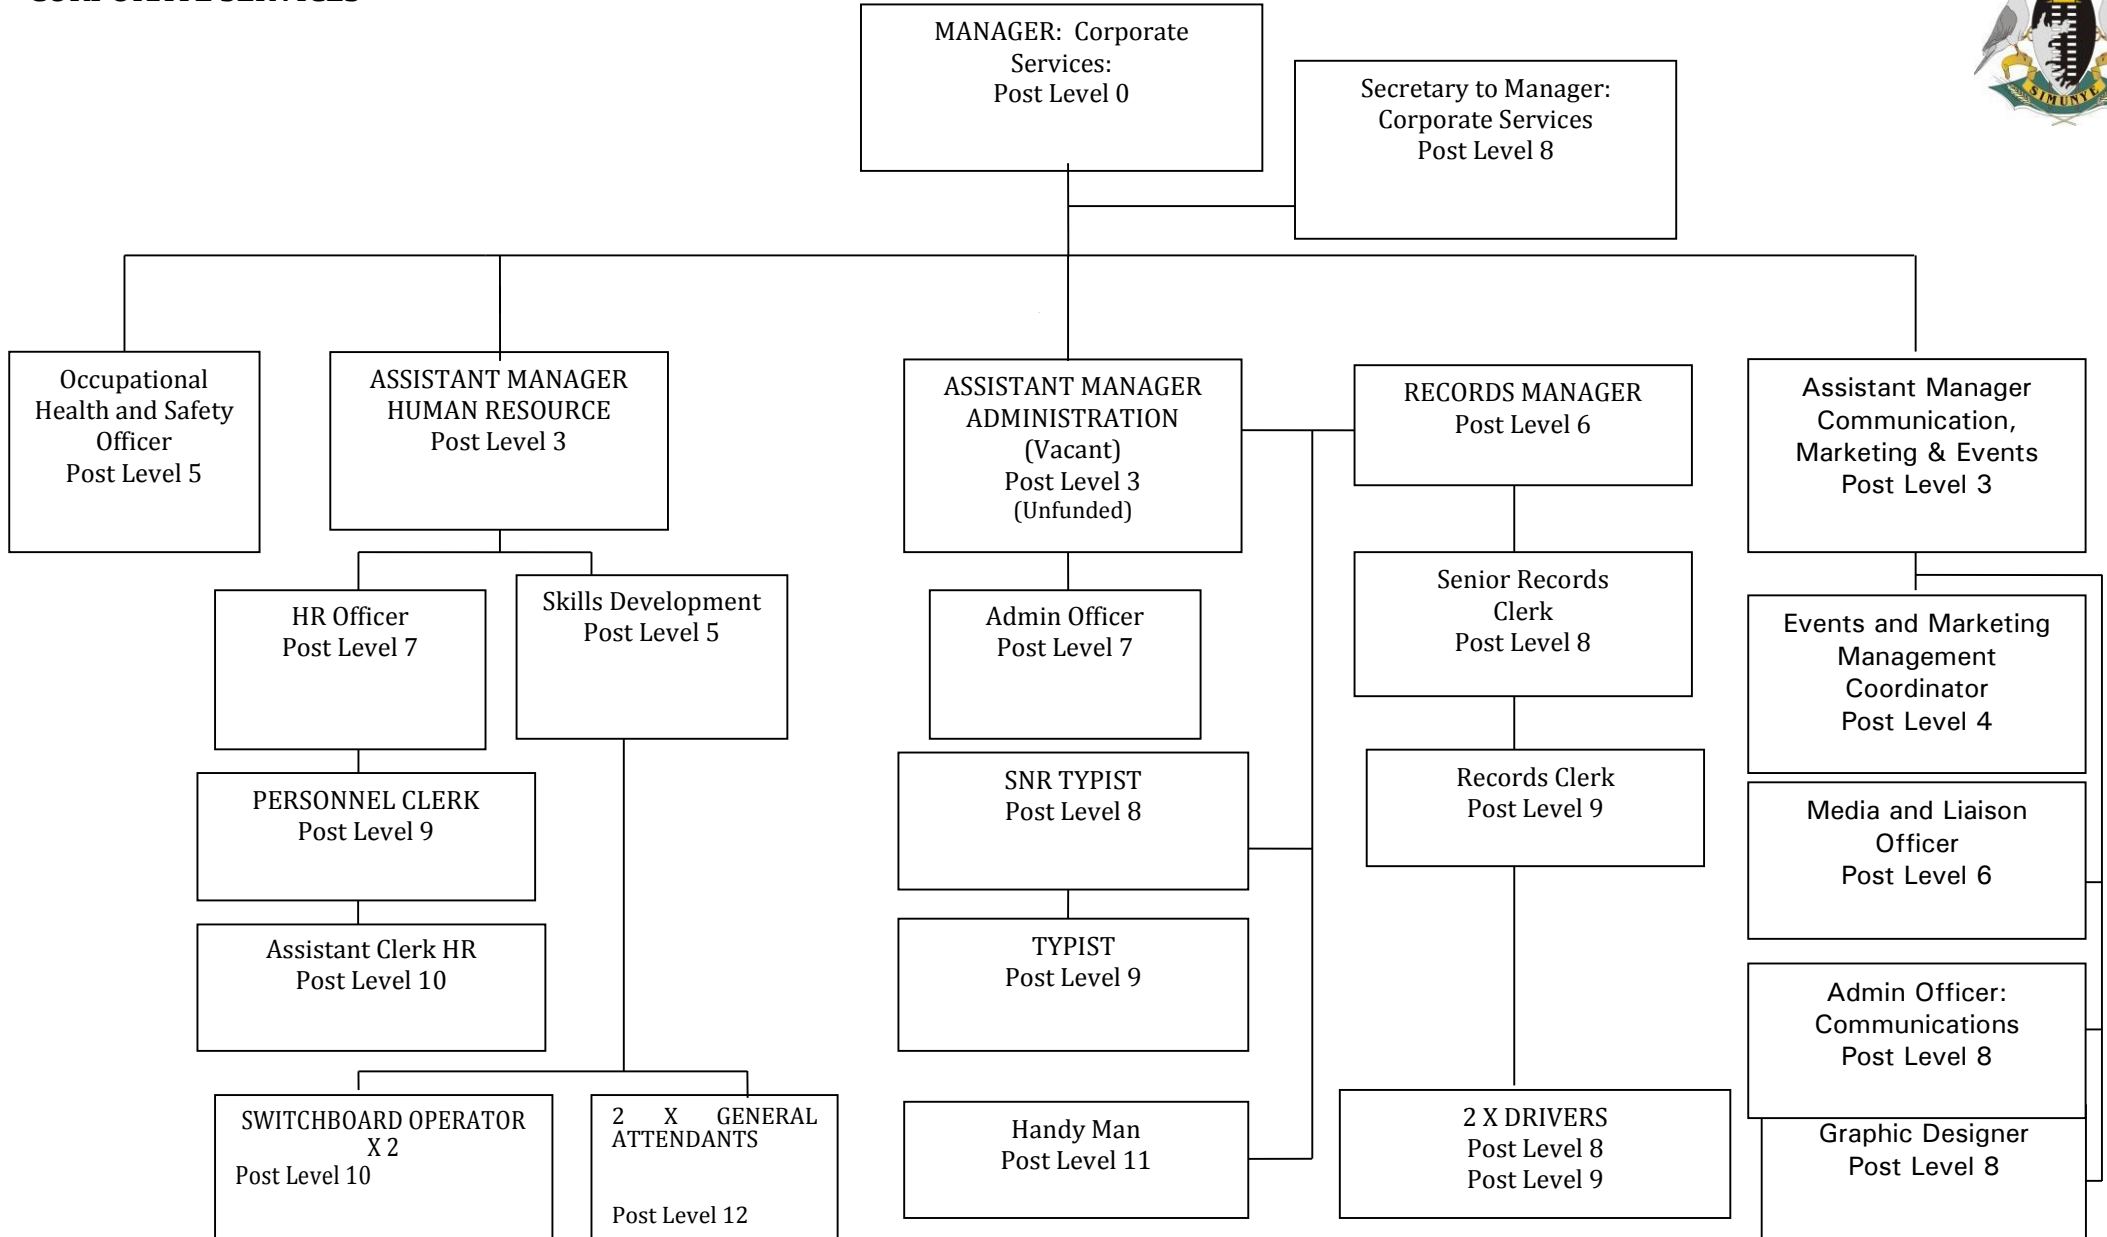 CORPORATE SERVICES
MANAGER: Corporate
Services:
Post Level 0
Secretary to Manager:
Corporate Services
Post Level 8
SIMUNYE
Occupational
Health and Safety
Officer
Post Level 5
ASSISTANT MANAGER
HUMAN RESOURCE
Post Level 3
ASSISTANT MANAGER
ADMINISTRATION
(Vacant)
Post Level 3
(Unfunded)
RECORDS MANAGER
Post Level 6
Assistant Manager
Communication,
Marketing & Events
Post Level 3
HR Officer
Post Level 7
Skills Development
Post Level 5
Admin Officer
Post Level 7
Senior Records
Clerk
Post Level 8
Events and Marketing
Management
Coordinator
Post Level 4
PERSONNEL CLERK
Post Level 9
SNR TYPIST
Post Level 8
Records Clerk
Post Level 9
Media and Liaison
Officer
Post Level 6
Assistant Clerk HR
Post Level 10
TYPIST
Post Level 9
Admin Officer:
Communications
Post Level 8
SWITCHBOARD OPERATOR
X 2
Post Level 10
2 X GENERAL
ATTENDANTS
Post Level 12
Handy Man
Post Level 11
2 X DRIVERS
Post Level 8
Post Level 9
Graphic Designer
Post Level 8